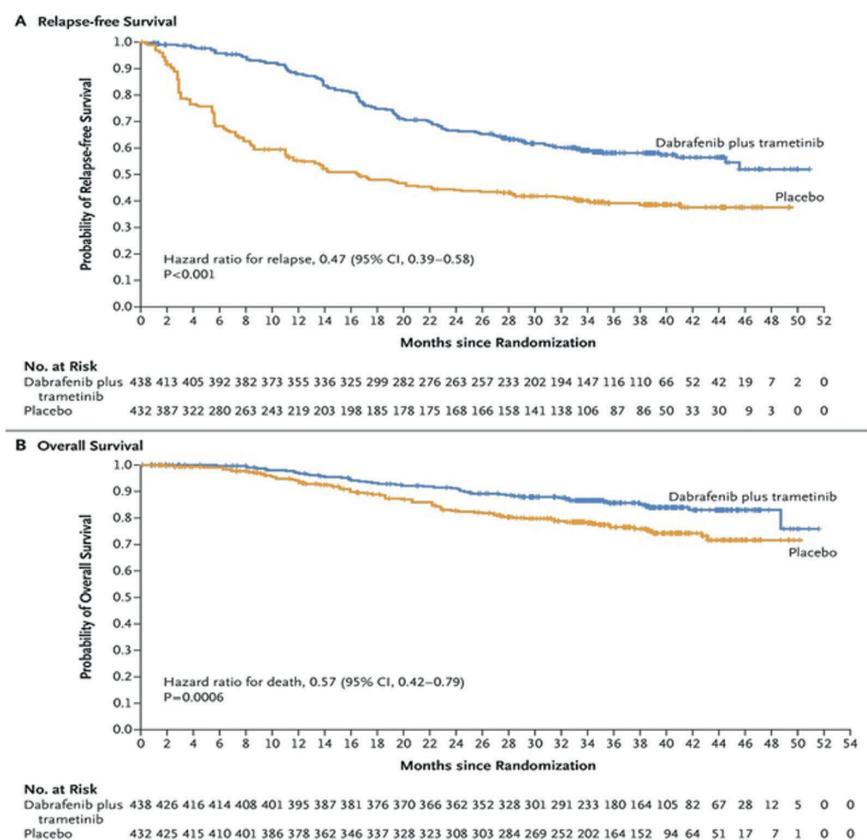 A Relapse-free Survival
1.0
0.9
0.8
0.7
0.6
0.5
0.4
0.3
0.2
0.1
0.0
Probability of Relapse-free Survival
Dabrafenib plus trametinib
Placebo
Hazard ratio for relapse, 0.47 (95% CI, 0.39–0.58)
P<0.001
0 2 4 6 8 10 12 14 16 18 20 22 24 26 28 30 32 34 36 38 40 42 44 46 48 50 52
Months since Randomization
No. at Risk
Dabrafenib plus 438 413 405 392 382 373 355 336 325 299 282 276 263 257 233 202 194 147 116 110 66 52 42 19 7 2 0
trametinib
Placebo 432 387 322 280 263 243 219 203 198 185 178 175 168 166 158 141 138 106 87 86 50 33 30 9 3 0 0
B Overall Survival
1.0
0.9
0.8
0.7
0.6
0.5
0.4
0.3
0.2
0.1
0.0
Probability of Overall Survival
Dabrafenib plus trametinib
Placebo
Hazard ratio for death, 0.57 (95% CI, 0.42–0.79)
P=0.0006
0 2 4 6 8 10 12 14 16 18 20 22 24 26 28 30 32 34 36 38 40 42 44 46 48 50 52 54
Months since Randomization
No. at Risk
Dabrafenib plus 438 426 416 414 408 401 395 387 381 376 370 366 362 352 328 301 291 233 180 164 105 82 67 28 12 5 0 0
trametinib
Placebo 432 425 415 410 401 386 378 362 346 337 328 323 308 303 284 269 252 202 164 152 94 64 51 17 7 1 0 0